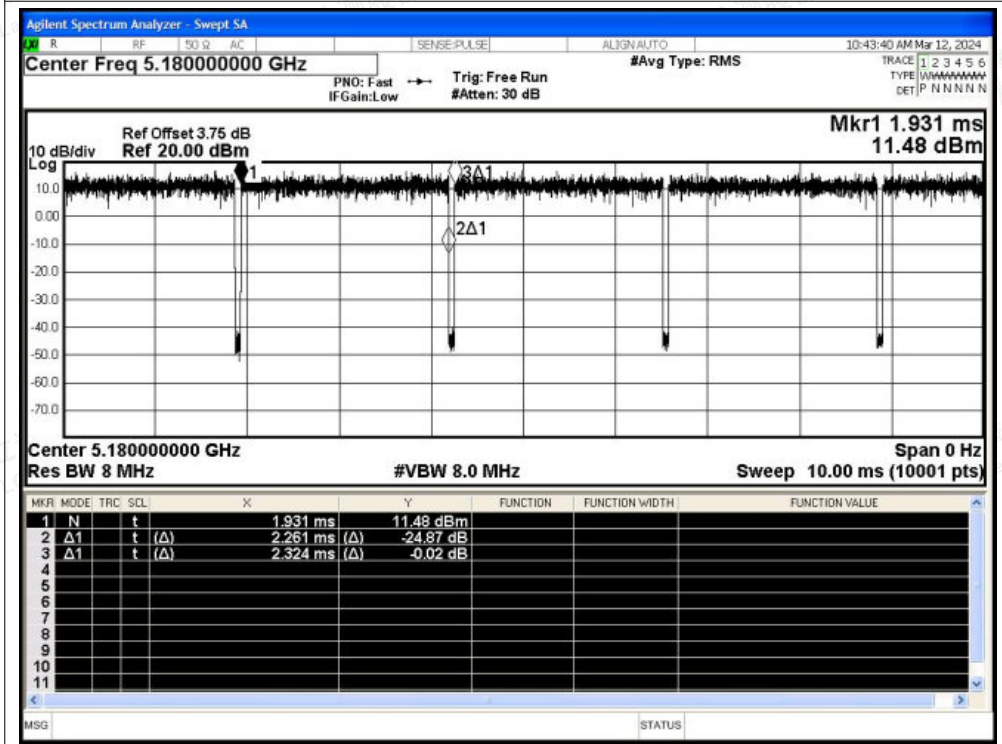 Agilent Spectrum Analyzer - Swept SA
LXI R RF 50 Ω AC SENSE:PULSE ALIGN AUTO 10:43:40 AM Mar 12, 2024
Center Freq 5.180000000 GHz #Avg Type: RMS TRACE 1 2 3 4 5 6
PNO: Fast Trig: Free Run TYPE WWWWWWW
IFGain:Low #Atten: 30 dB DET P N N N N N
Mkr1 1.931 ms
Ref Offset 3.75 dB
10 dB/div Ref 20.00 dBm 11.48 dBm
Log
1
3Δ1
10.0
0.00
2Δ1
-10.0
-20.0
-30.0
-40.0
-50.0
-60.0
-70.0
Center 5.180000000 GHz Span 0 Hz
Res BW 8 MHz #VBW 8.0 MHz Sweep 10.00 ms (10001 pts)
MKR MODE TRC SCL X Y FUNCTION FUNCTION WIDTH FUNCTION VALUE
1 N t 1.931 ms 11.48 dBm
2 Δ1 t (Δ) 2.261 ms (Δ) -24.87 dB
3 Δ1 t (Δ) 2.324 ms (Δ) -0.02 dB
4
5
6
7
8
9
10
11
MSG STATUS